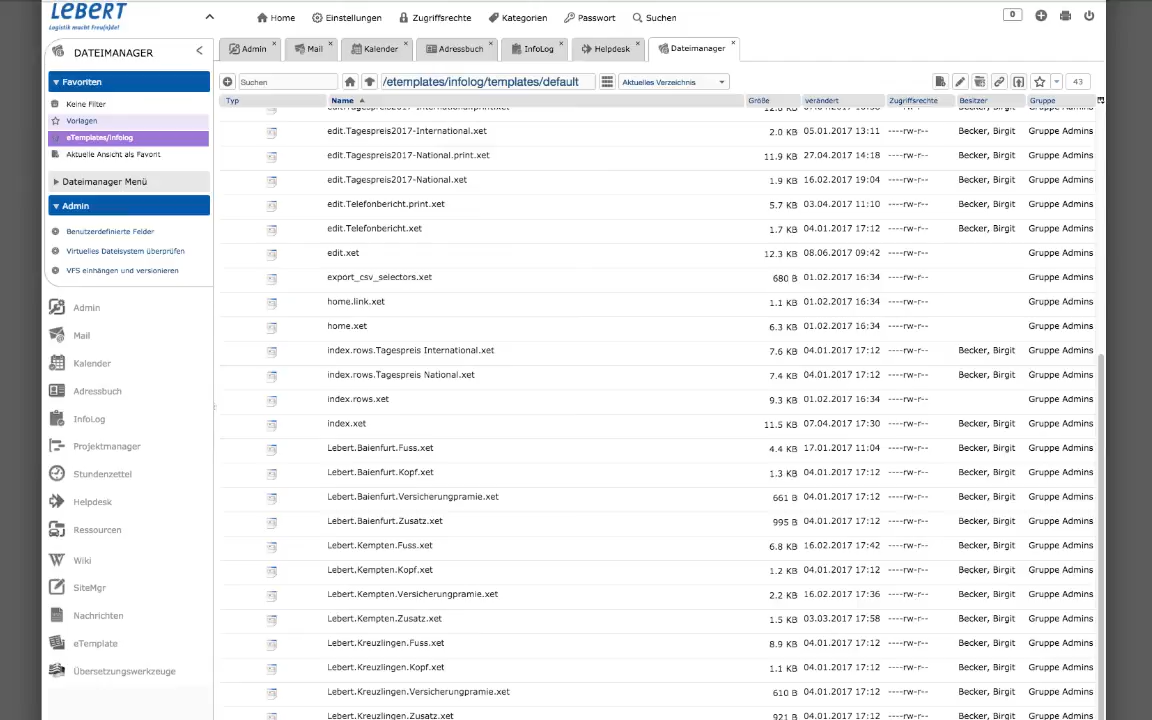 LEBERT
Logistik macht Freu(n)de!
Home Einstellungen Zugriffsrechte Kategorien Passwort Suchen 0
DATEIMANAGER
Admin Mail Kalender Adressbuch InfoLog Helpdesk Dateimanager
Suchen /etemplates/infolog/templates/default Aktuelles Verzeichnis 43
Favoriten
Keine Filter
Vorlagen
eTemplates/infolog
Aktuelle Ansicht als Favorit
Dateimanager Menü
Admin
Benutzerdefinierte Felder
Virtuelles Dateisystem überprüfen
VFS einhängen und versionieren
Admin
Mail
Kalender
Adressbuch
InfoLog
Projektmanager
Stundenzettel
Helpdesk
Ressourcen
Wiki
SiteMgr
Nachrichten
eTemplate
Übersetzungswerkzeuge
Typ Name Größe verändert Zugriffsrechte Besitzer Gruppe
edit.Tagespreis2017-International.xet 2.0 KB 05.01.2017 13:11 ----rw-r-- Becker, Birgit Gruppe Admins
edit.Tagespreis2017-National.print.xet 11.9 KB 27.04.2017 14:18 ----rw-r-- Becker, Birgit Gruppe Admins
edit.Tagespreis2017-National.xet 1.9 KB 16.02.2017 19:04 ----rw-r-- Becker, Birgit Gruppe Admins
edit.Telefonbericht.print.xet 5.7 KB 03.04.2017 11:10 ----rw-r-- Becker, Birgit Gruppe Admins
edit.Telefonbericht.xet 1.7 KB 04.01.2017 17:12 ----rw-r-- Becker, Birgit Gruppe Admins
edit.xet 12.3 KB 08.06.2017 09:42 ----rw-r-- Gruppe Admins
export_csv_selectors.xet 680 B 01.02.2017 16:34 ----rw-r-- Gruppe Admins
home.link.xet 1.1 KB 01.02.2017 16:34 ----rw-r-- Gruppe Admins
home.xet 6.3 KB 01.02.2017 16:34 ----rw-r-- Gruppe Admins
index.rows.Tagespreis International.xet 7.6 KB 04.01.2017 17:12 ----rw-r-- Becker, Birgit Gruppe Admins
index.rows.Tagespreis National.xet 7.4 KB 04.01.2017 17:12 ----rw-r-- Becker, Birgit Gruppe Admins
index.rows.xet 9.3 KB 01.02.2017 16:34 ----rw-r-- Gruppe Admins
index.xet 11.5 KB 07.04.2017 17:30 ----rw-r-- Becker, Birgit Gruppe Admins
Lebert.Baienfurt.Fuss.xet 4.4 KB 17.01.2017 11:04 ----rw-r-- Becker, Birgit Gruppe Admins
Lebert.Baienfurt.Kopf.xet 1.3 KB 04.01.2017 17:12 ----rw-r-- Becker, Birgit Gruppe Admins
Lebert.Baienfurt.Versicherungpramie.xet 661 B 04.01.2017 17:12 ----rw-r-- Becker, Birgit Gruppe Admins
Lebert.Baienfurt.Zusatz.xet 995 B 04.01.2017 17:12 ----rw-r-- Becker, Birgit Gruppe Admins
Lebert.Kempten.Fuss.xet 6.8 KB 16.02.2017 17:42 ----rw-r-- Becker, Birgit Gruppe Admins
Lebert.Kempten.Kopf.xet 1.2 KB 04.01.2017 17:12 ----rw-r-- Becker, Birgit Gruppe Admins
Lebert.Kempten.Versicherungpramie.xet 2.2 KB 16.02.2017 17:36 ----rw-r-- Becker, Birgit Gruppe Admins
Lebert.Kempten.Zusatz.xet 1.5 KB 03.03.2017 17:58 ----rw-r-- Becker, Birgit Gruppe Admins
Lebert.Kreuzlingen.Fuss.xet 8.9 KB 04.01.2017 17:12 ----rw-r-- Becker, Birgit Gruppe Admins
Lebert.Kreuzlingen.Kopf.xet 1.1 KB 04.01.2017 17:12 ----rw-r-- Becker, Birgit Gruppe Admins
Lebert.Kreuzlingen.Versicherungpramie.xet 610 B 04.01.2017 17:12 ----rw-r-- Becker, Birgit Gruppe Admins
Lebert.Kreuzlingen.Zusatz.xet 921 B 04.01.2017 17:12 ----rw-r-- Becker, Birgit Gruppe Admins